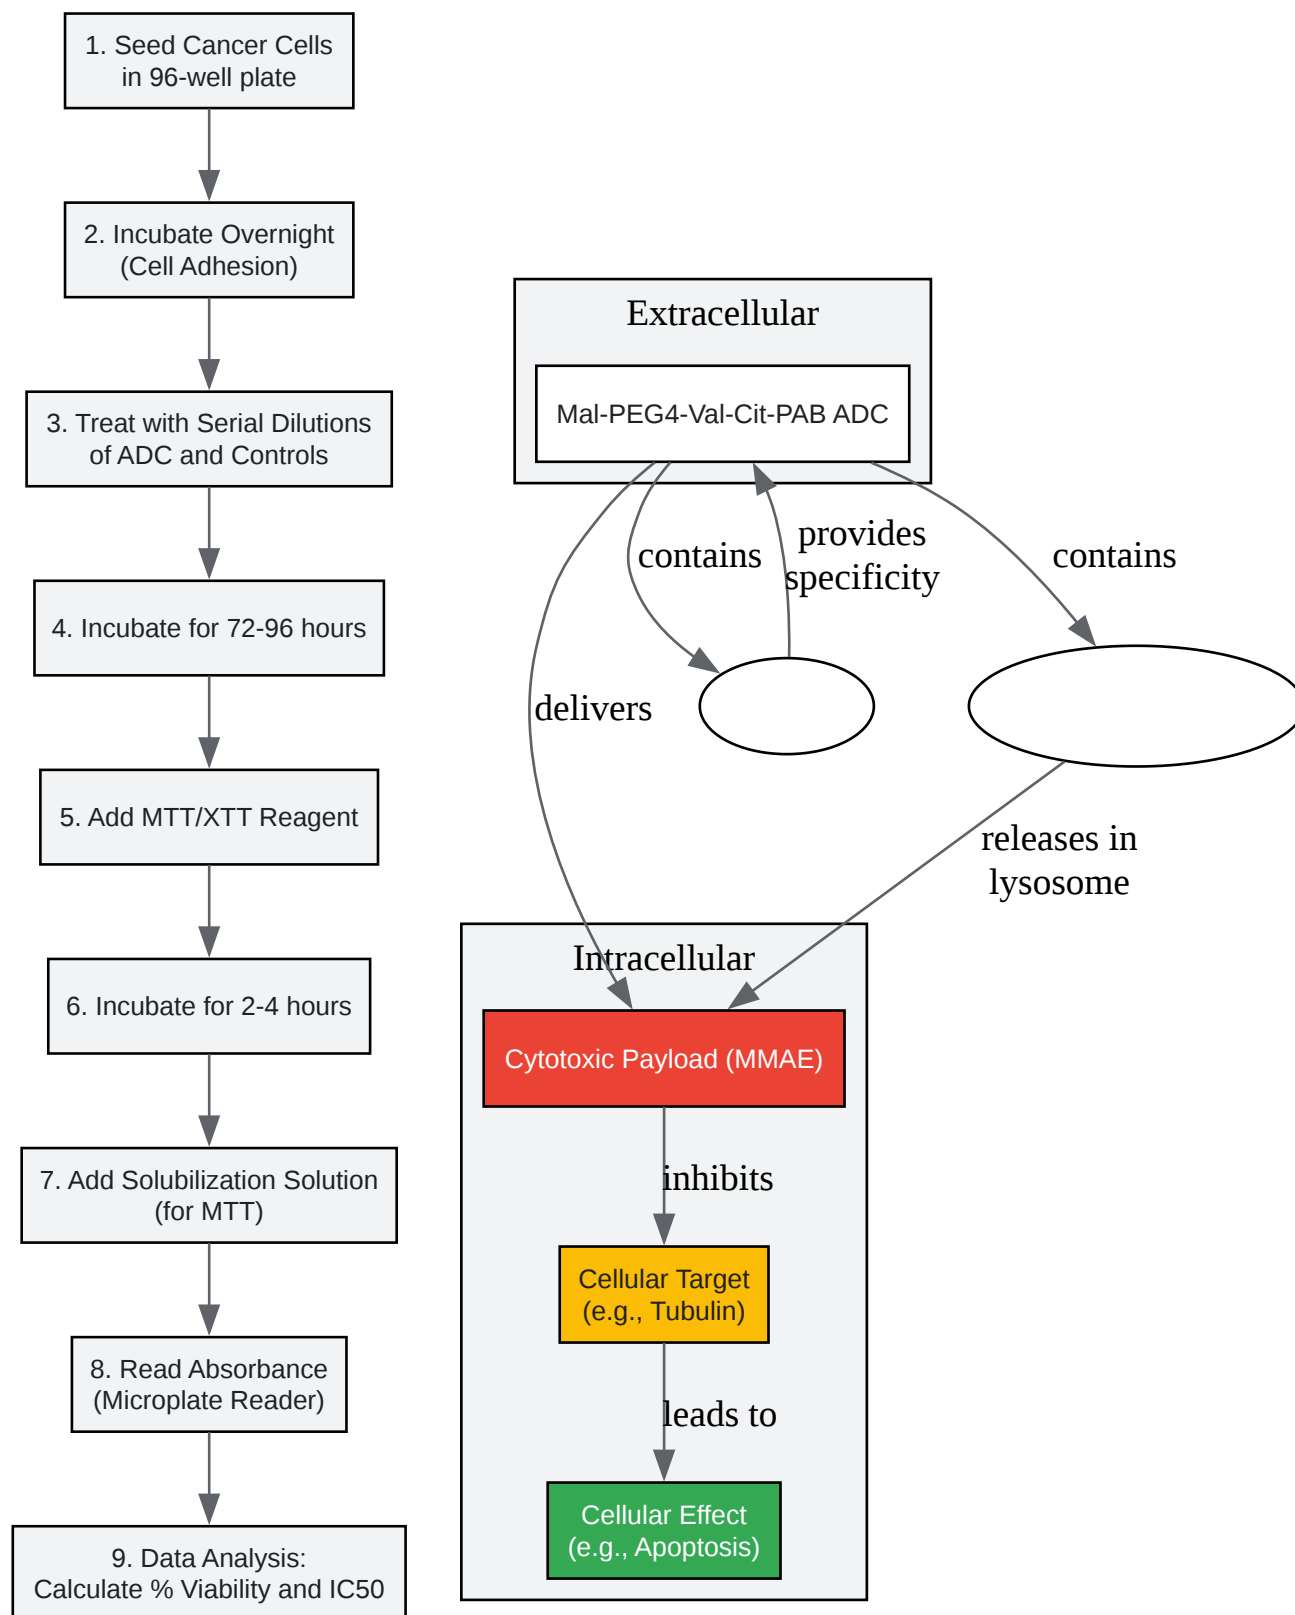 1. Seed Cancer Cells
in 96-well plate
2. Incubate Overnight
(Cell Adhesion)
3. Treat with Serial Dilutions
of ADC and Controls
4. Incubate for 72-96 hours
5. Add MTT/XTT Reagent
6. Incubate for 2-4 hours
7. Add Solubilization Solution
(for MTT)
8. Read Absorbance
(Microplate Reader)
9. Data Analysis:
Calculate % Viability and IC50
Extracellular
Mal-PEG4-Val-Cit-PAB ADC
contains
provides
specificity
contains
delivers
releases in
lysosome
Intracellular
Cytotoxic Payload (MMAE)
inhibits
Cellular Target
(e.g., Tubulin)
leads to
Cellular Effect
(e.g., Apoptosis)